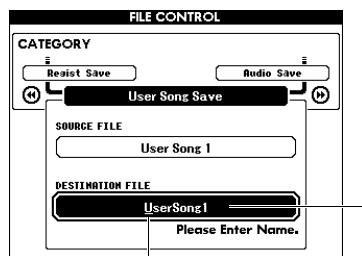 FILE CONTROL
CATEGORY
Regist Save
Audio Save
User Song Save
SOURCE FILE
User Song 1
DESTINATION FILE
UserSong1
Please Enter Name.